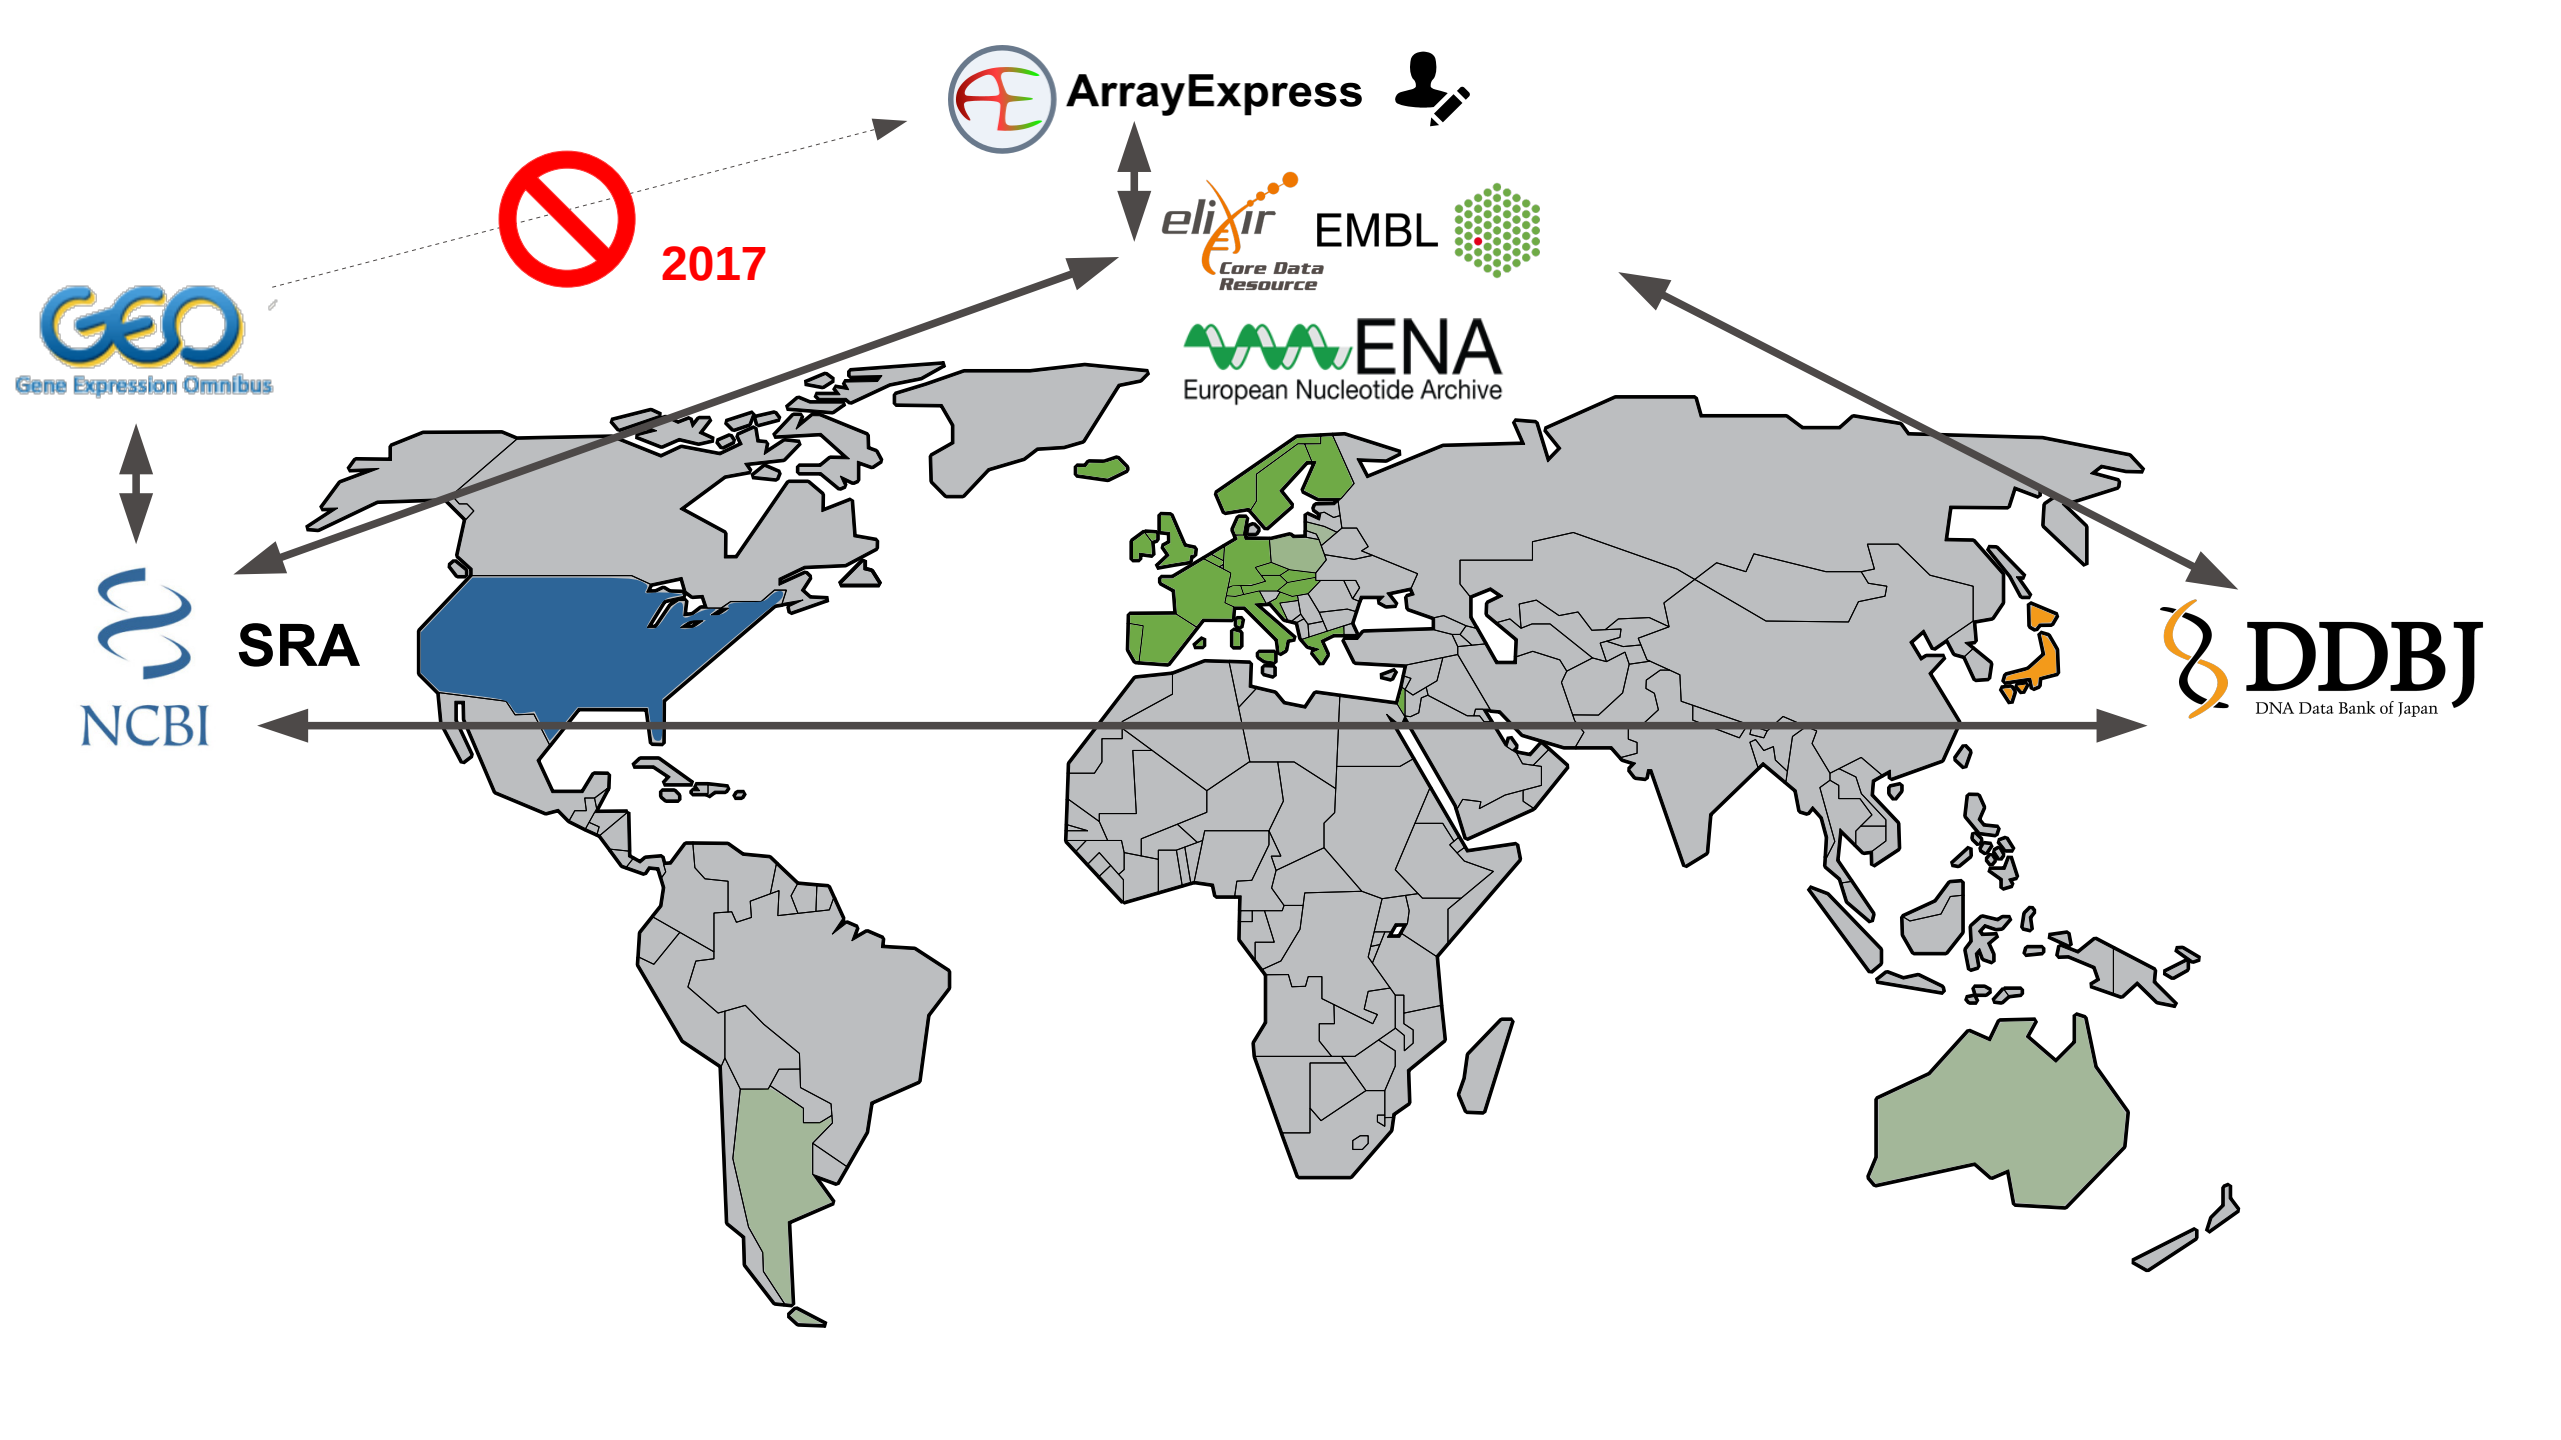 ArrayExpress
elixir
Core Data
Resource
EMBL
2017
GEO
Gene Expression Omnibus
ENA
European Nucleotide Archive
SRA
NCBI
DDBJ
DNA Data Bank of Japan